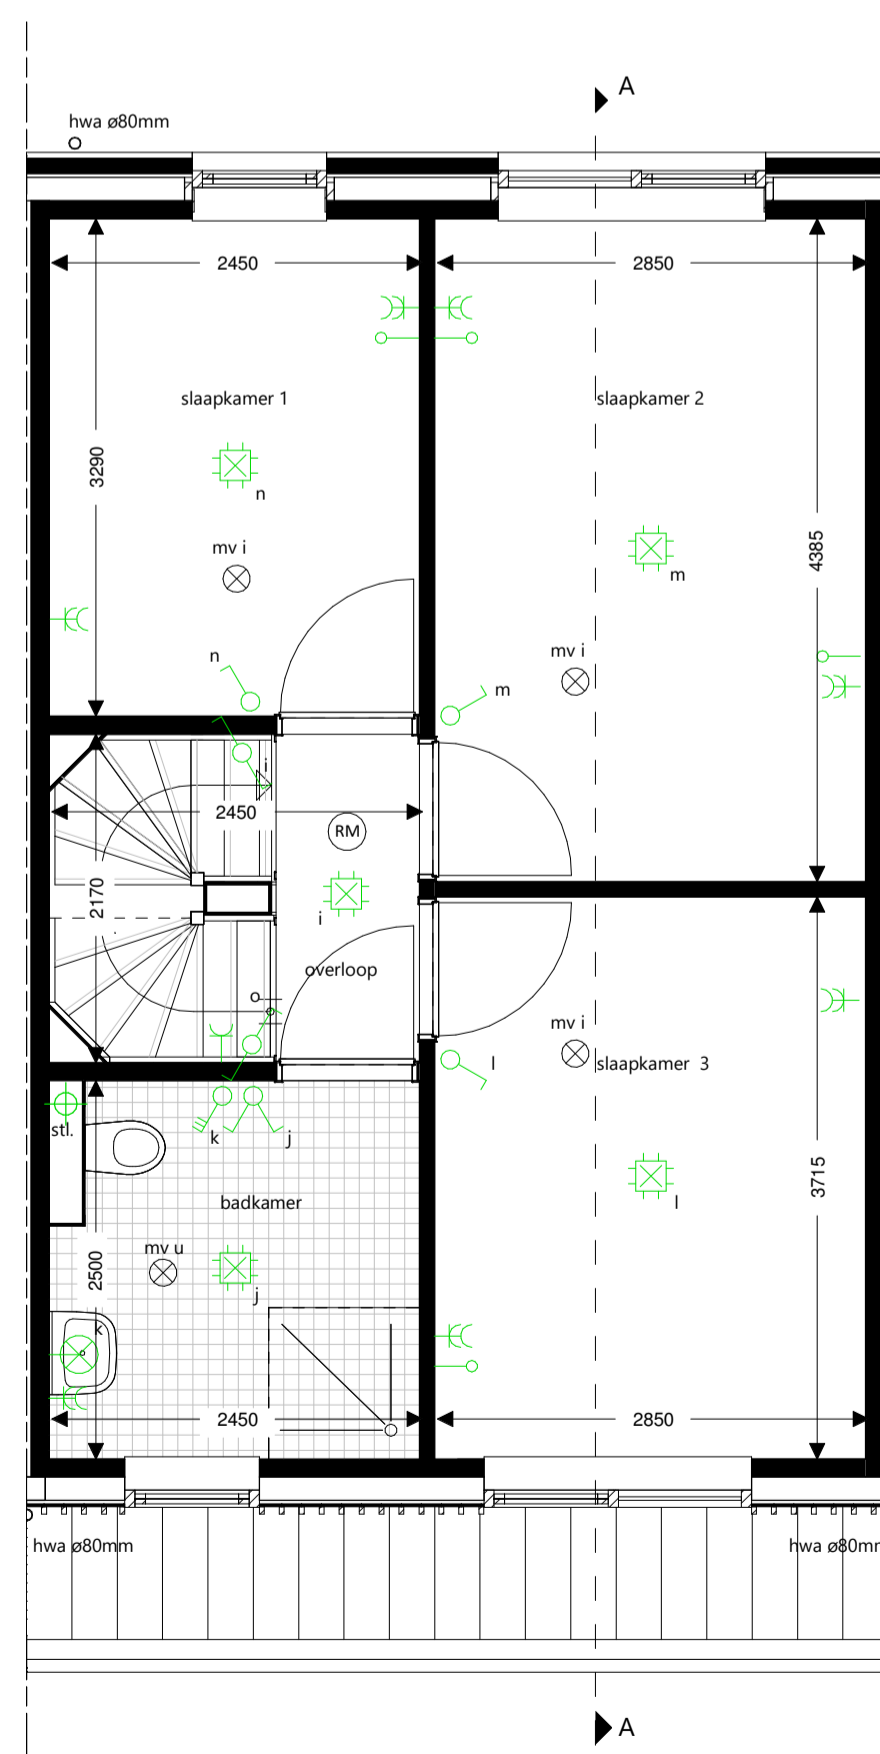 A
hwa ø80mm
2450
2850
slaapkamer 1
slaapkamer 2
3290
n
4385
mv i
m
n
mv i
m
i
2450
RM
2170
i
overloop
o
mv i
l
slaapkamer 3
stl.
k
j
3715
badkamer
l
mv u
2500
j
k
2450
2850
hwa ø80mm
hwa ø80mm
A